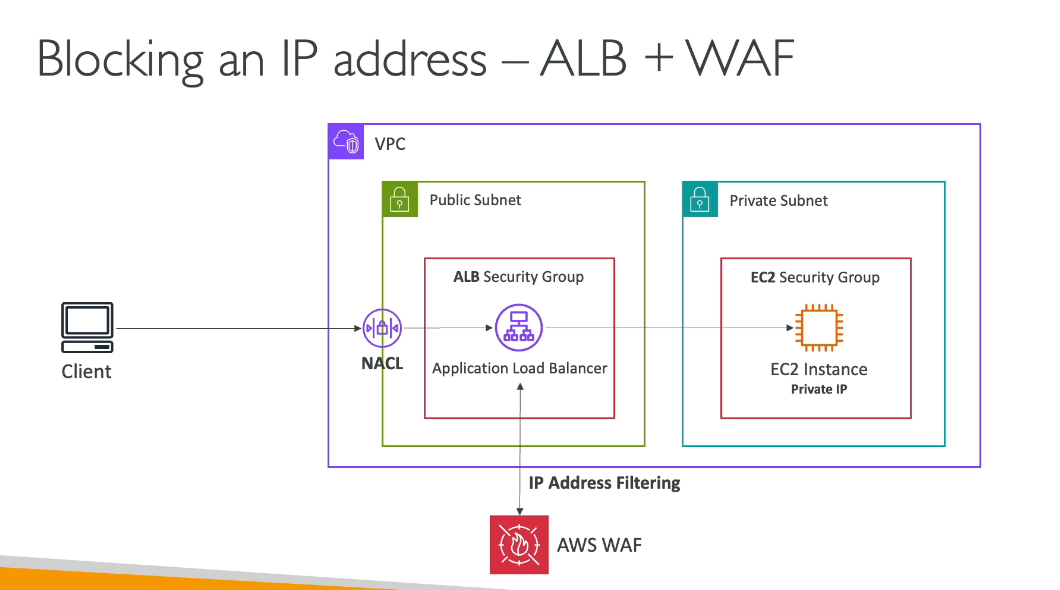 Blocking an IP address – ALB + WAF
VPC
Public Subnet
Private Subnet
ALB Security Group
EC2 Security Group
Client
NACL
Application Load Balancer
EC2 Instance
Private IP
IP Address Filtering
AWS WAF